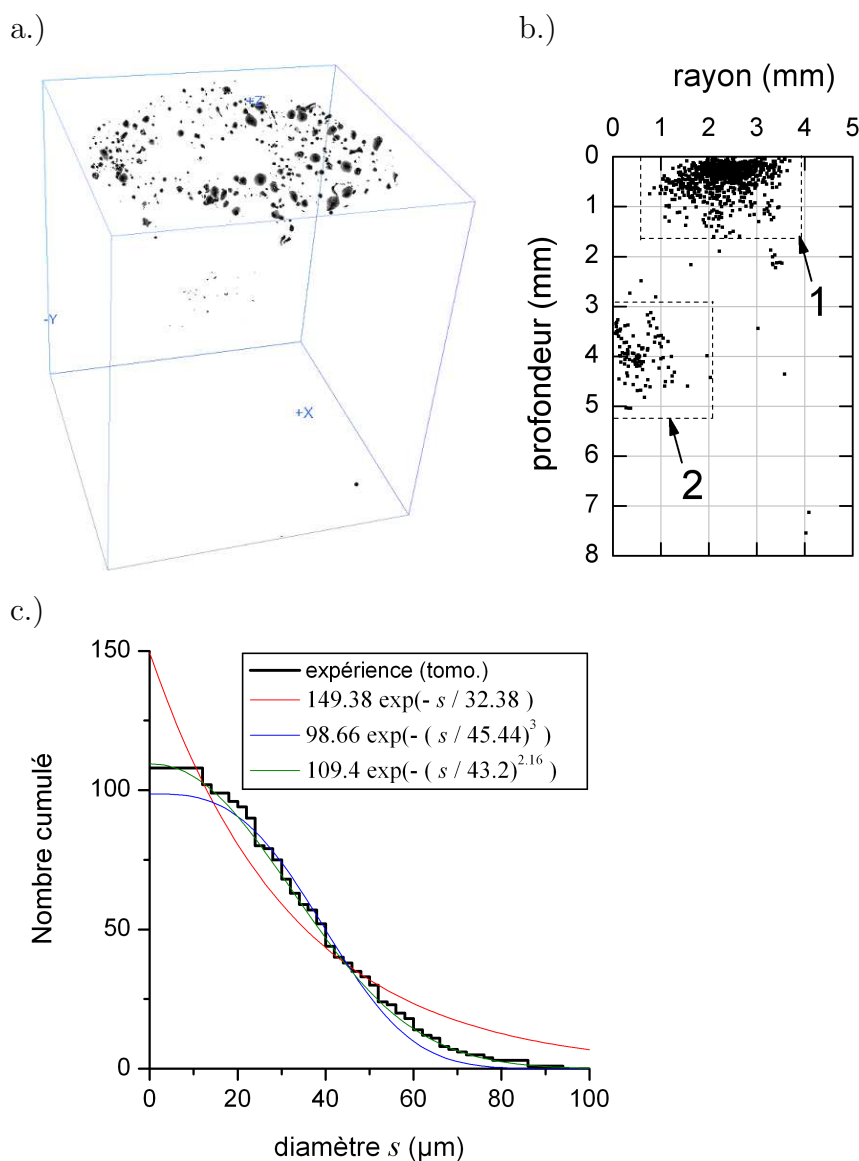 a.)
b.)
+Z
-Y
+X
rayon (mm)
0 1 2 3 4 5
profondeur (mm)
0
1
2
3
4
5
6
7
8
1
2
c.)
150
100
50
0
Nombre cumulé
expérience (tomo.)
149.38 exp(- s / 32.38 )
98.66 exp(- ( s / 45.44)^3 )
109.4 exp(- ( s / 43.2)^2.16 )
0 20 40 60 80 100
diamètre s (µm)